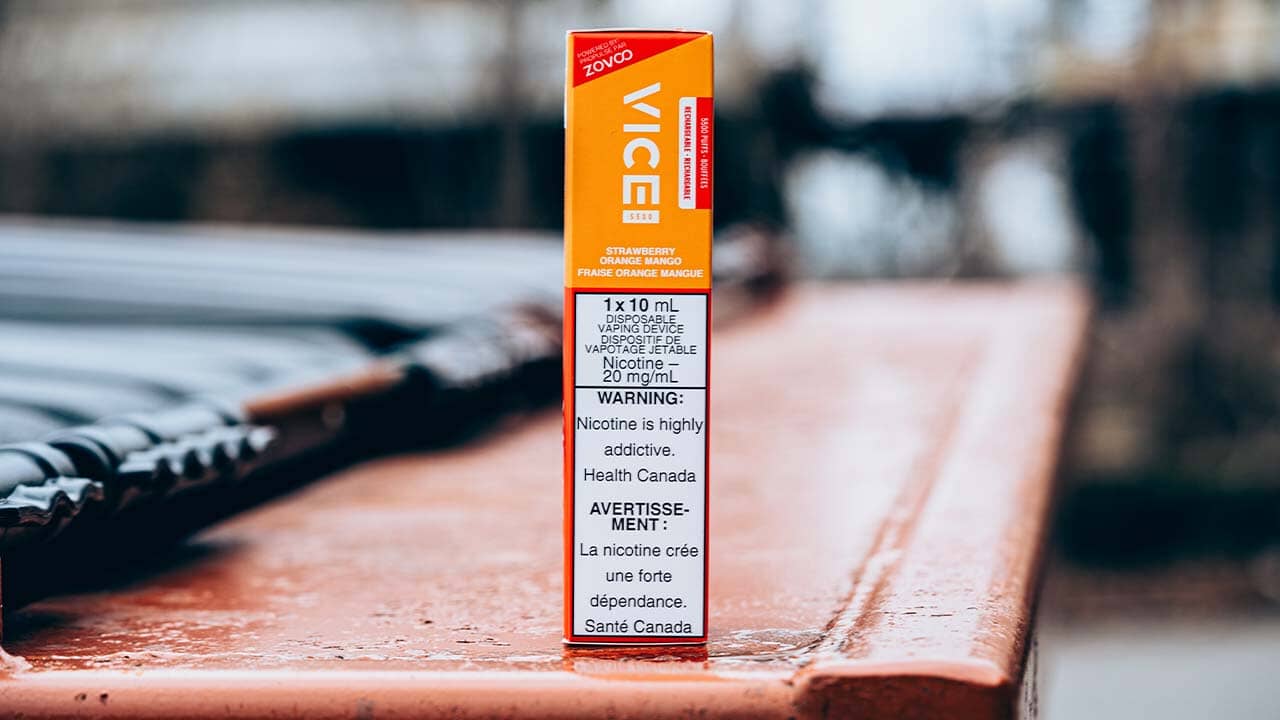 POWERED BY
PROPULSÉ PAR
ZOVOO
VICE
5500
5500 PUFFS • BOUFFÉES
RECHARGEABLE • RECHARGABLE
STRAWBERRY
ORANGE MANGO
FRAISE ORANGE MANGUE
1 x 10 mL
DISPOSABLE
VAPING DEVICE
DISPOSITIF DE
VAPOTAGE JETABLE
Nicotine –
20 mg/mL
WARNING:
Nicotine is highly
addictive.
Health Canada
AVERTISSE-
MENT :
La nicotine crée
une forte
dépendance.
Santé Canada